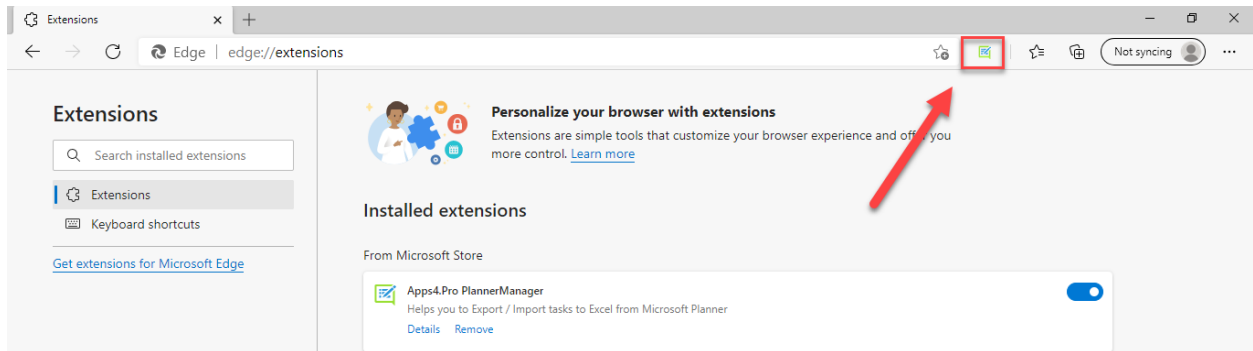 Extensions
Edge | edge://extensions
Not syncing
Extensions
Search installed extensions
Extensions
Keyboard shortcuts
Get extensions for Microsoft Edge
Personalize your browser with extensions
Extensions are simple tools that customize your browser experience and offer you
more control. Learn more
Installed extensions
From Microsoft Store
Apps4.Pro PlannerManager
Helps you to Export / Import tasks to Excel from Microsoft Planner
Details Remove